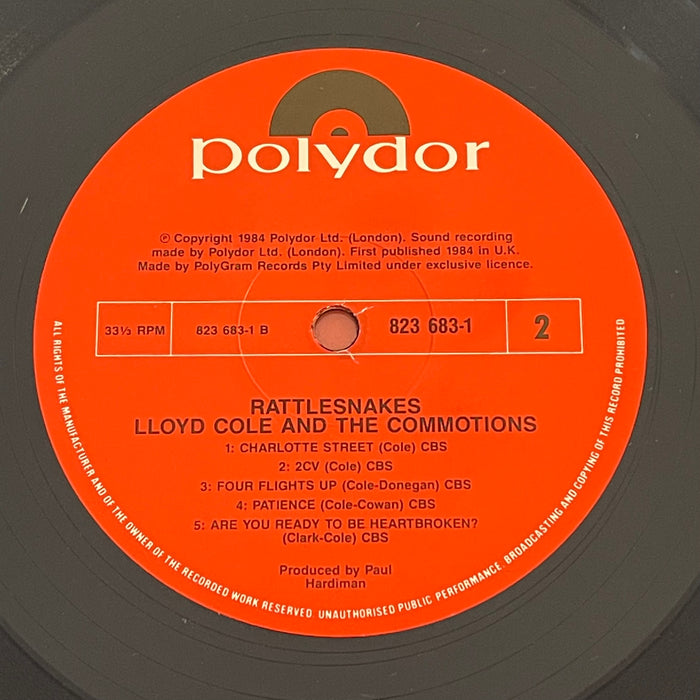 polydor
℗ Copyright 1984 Polydor Ltd. (London). Sound recording
made by Polydor Ltd. (London). First published 1984 in U.K.
Made by PolyGram Records Pty Limited under exclusive licence.
33⅓ RPM 823 683-1 B 823 683-1 2
RATTLESNAKES
LLOYD COLE AND THE COMMOTIONS
1: CHARLOTTE STREET (Cole) CBS
2: 2CV (Cole) CBS
3: FOUR FLIGHTS UP (Cole-Donegan) CBS
4: PATIENCE (Cole-Cowan) CBS
5: ARE YOU READY TO BE HEARTBROKEN?
(Clark-Cole) CBS
Produced by Paul
Hardiman
ALL RIGHTS OF THE MANUFACTURER AND OF THE OWNER OF THE RECORDED WORK RESERVED. UNAUTHORISED PUBLIC PERFORMANCE, BROADCASTING AND COPYING OF THIS RECORD PROHIBITED